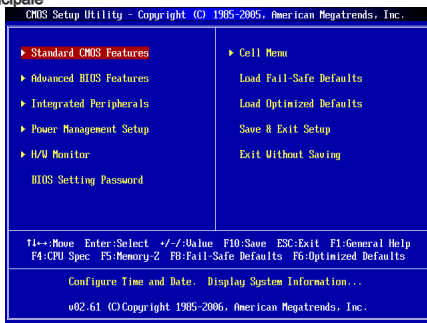 cipale
CMOS Setup Utility - Copyright (C) 1985-2005, American Megatrends, Inc.
▶ Standard CMOS Features
▶ Advanced BIOS Features
▶ Integrated Peripherals
▶ Power Management Setup
▶ H/W Monitor
BIOS Setting Password
▶ Cell Menu
Load Fail-Safe Defaults
Load Optimized Defaults
Save & Exit Setup
Exit Without Saving
↑↓←→:Move Enter:Select +/-/:Value F10:Save ESC:Exit F1:General Help
F4:CPU Spec F5:Memory-Z F8:Fail-Safe Defaults F6:Optimized Defaults
Configure Time and Date. Display System Information...
v02.61 (C)Copyright 1985-2006, American Megatrends, Inc.